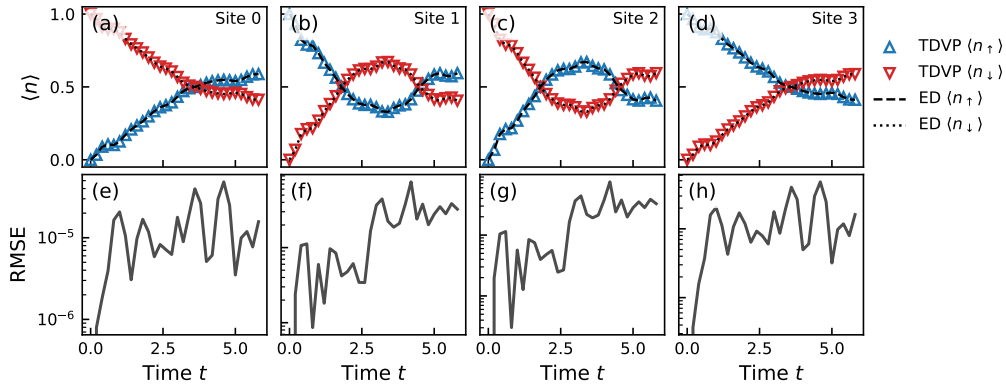 (a) Site 0
(b) Site 1
(c) Site 2
(d) Site 3
1.0
0.5
0.0
⟨n⟩
TDVP ⟨n↑⟩
TDVP ⟨n↓⟩
ED ⟨n↑⟩
ED ⟨n↓⟩
(e)
(f)
(g)
(h)
10⁻⁵
10⁻⁶
RMSE
0.0 2.5 5.0
0.0 2.5 5.0
0.0 2.5 5.0
0.0 2.5 5.0
Time t
Time t
Time t
Time t